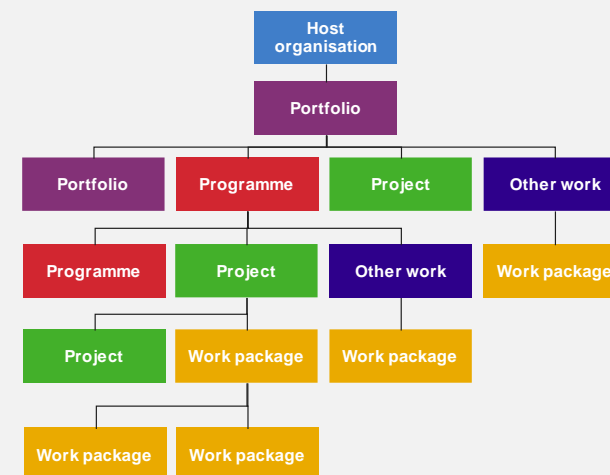 Host
organisation
Portfolio
Portfolio
Programme
Project
Other work
Programme
Project
Other work
Work package
Project
Work package
Work package
Work package
Work package